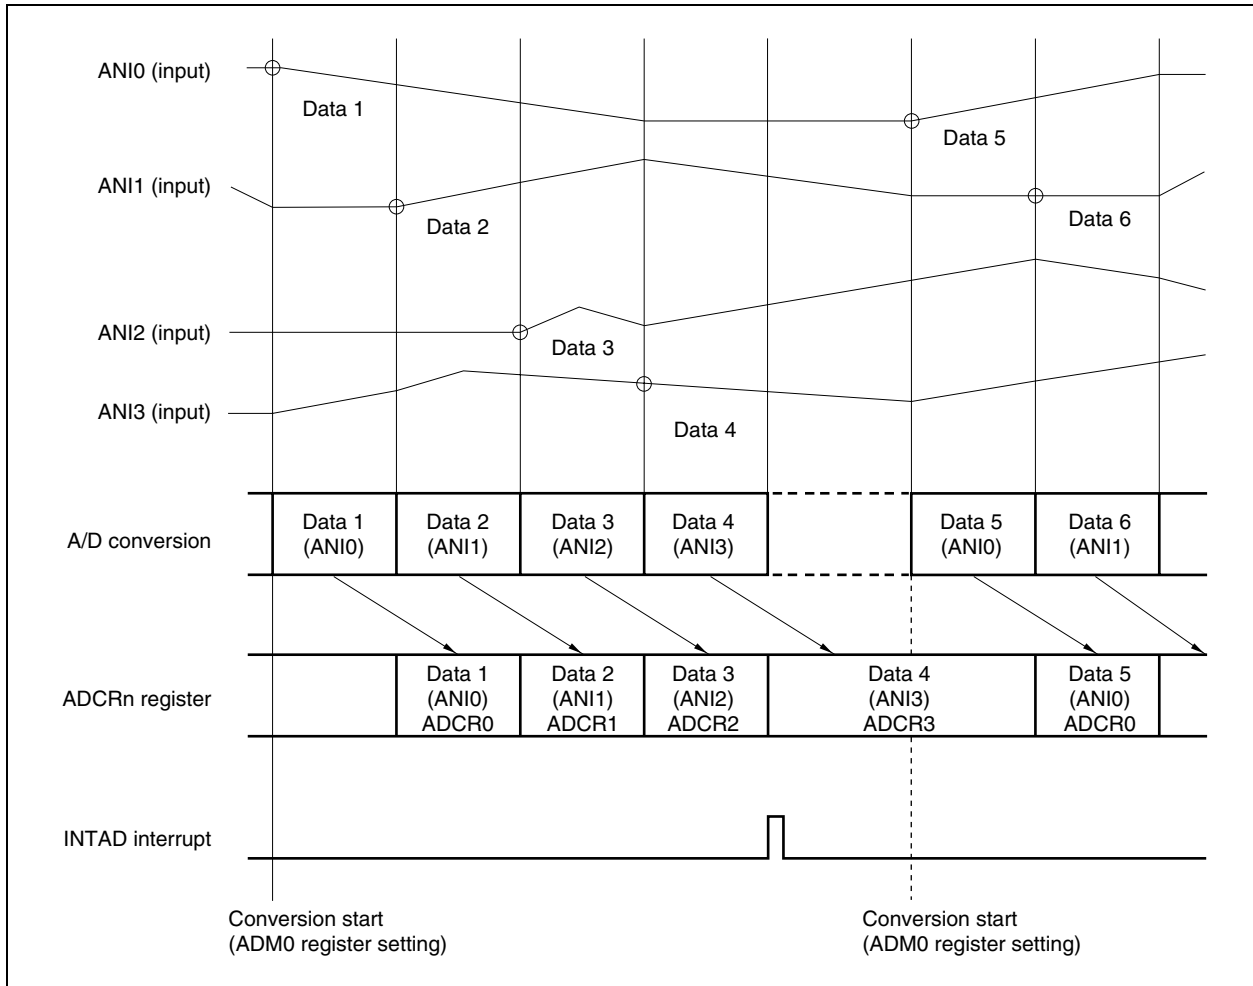 ANI0 (input)
Data 1
Data 5
ANI1 (input)
Data 2
Data 6
ANI2 (input)
Data 3
ANI3 (input)
Data 4
A/D conversion
Data 1
(ANI0)
Data 2
(ANI1)
Data 3
(ANI2)
Data 4
(ANI3)
Data 5
(ANI0)
Data 6
(ANI1)
ADCRn register
Data 1
(ANI0)
ADCR0
Data 2
(ANI1)
ADCR1
Data 3
(ANI2)
ADCR2
Data 4
(ANI3)
ADCR3
Data 5
(ANI0)
ADCR0
INTAD interrupt
Conversion start
(ADM0 register setting)
Conversion start
(ADM0 register setting)